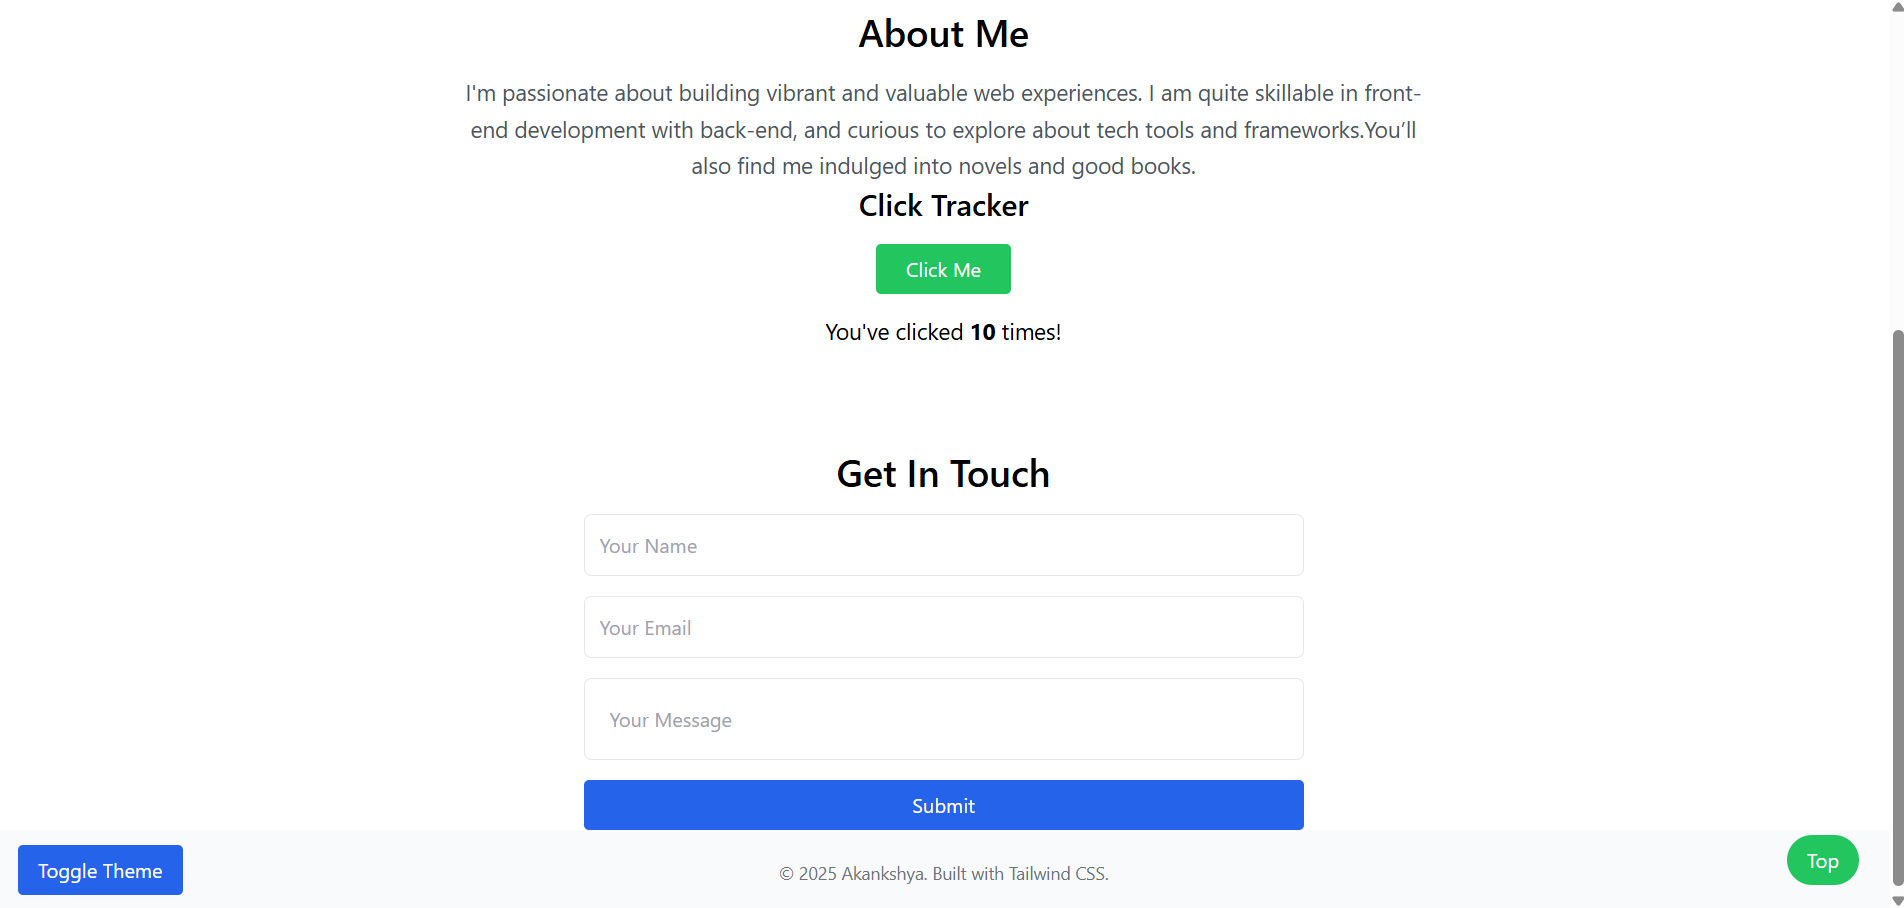 About Me
I'm passionate about building vibrant and valuable web experiences. I am quite skillable in front-
end development with back-end, and curious to explore about tech tools and frameworks.You’ll
also find me indulged into novels and good books.
Click Tracker
Click Me
You've clicked 10 times!
Get In Touch
Your Name
Your Email
Your Message
Submit
Toggle Theme
© 2025 Akankshya. Built with Tailwind CSS.
Top